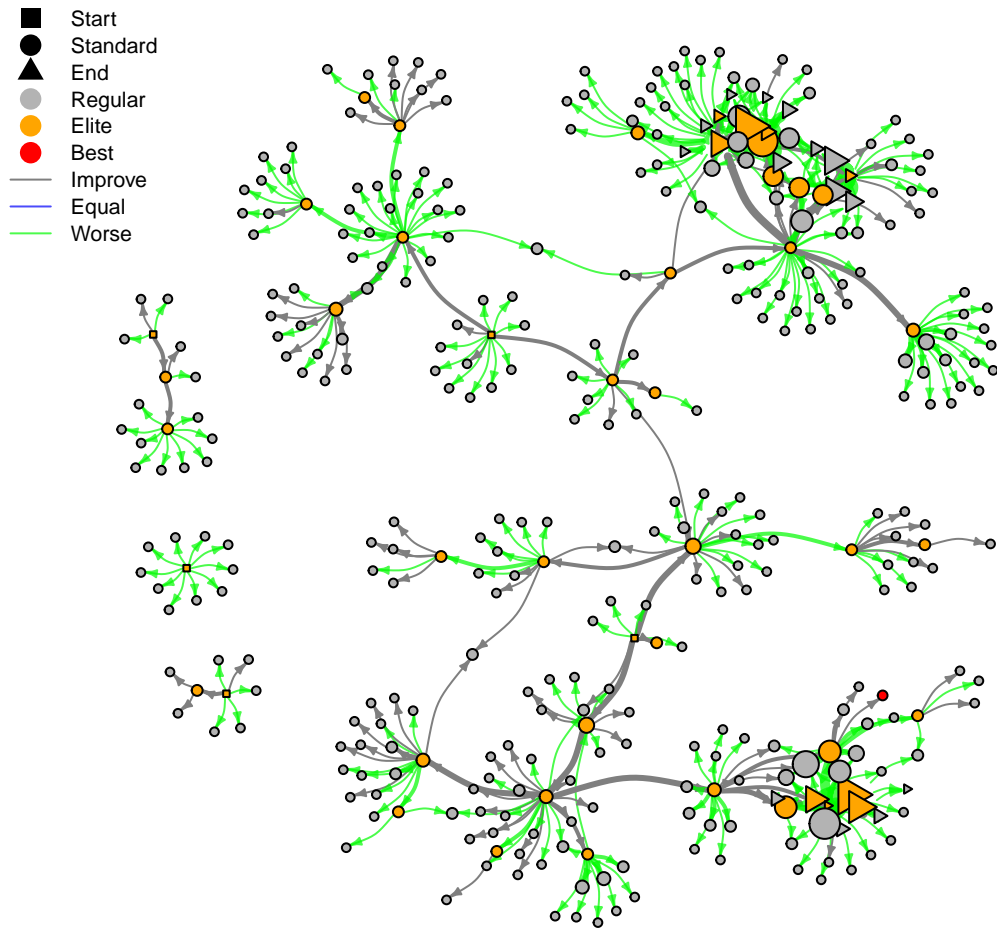 Start
Standard
End
Regular
Elite
Best
Improve
Equal
Worse